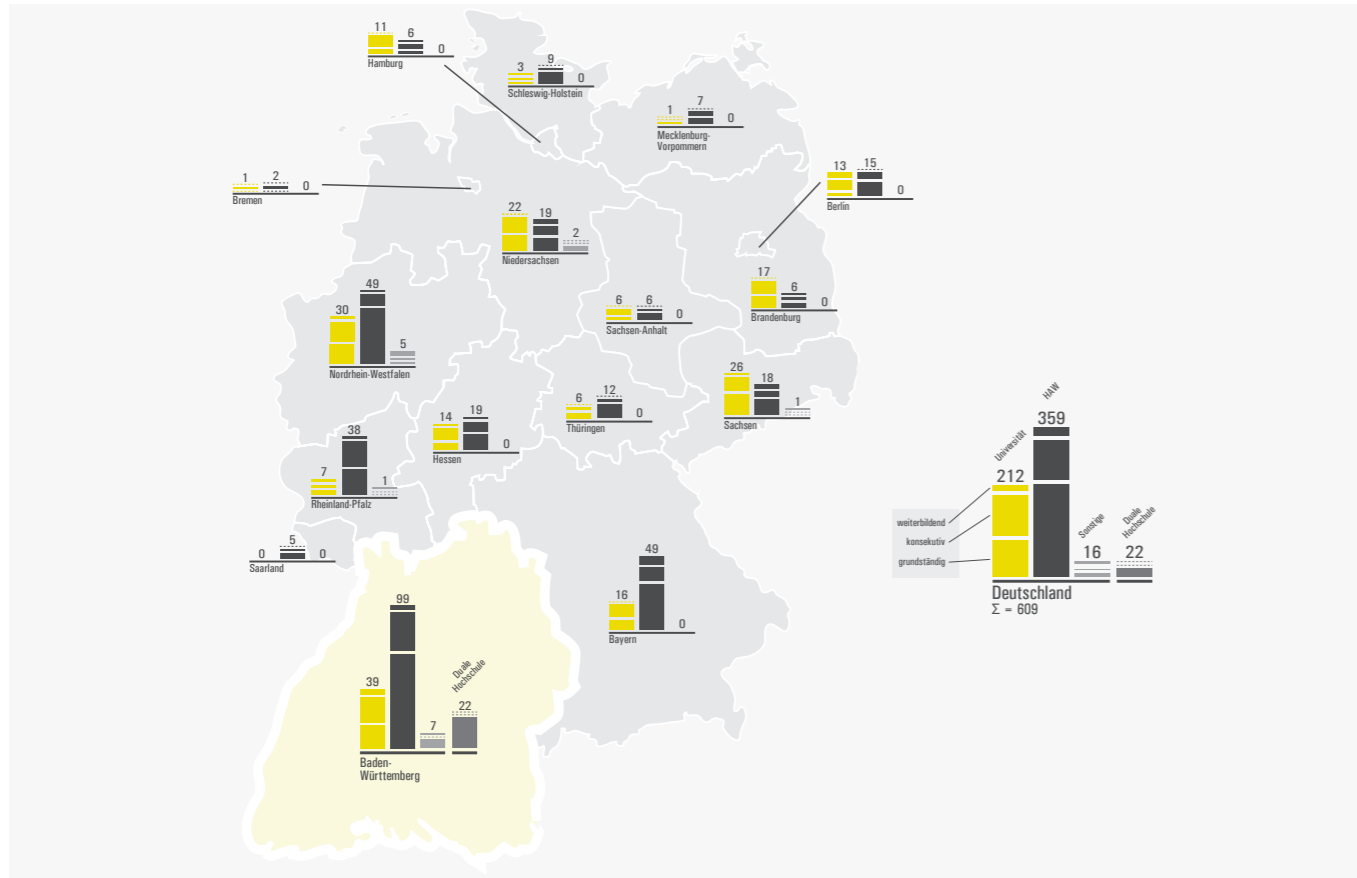 11
6
0
Hamburg
3
9
0
Schleswig-Holstein
1
7
0
Mecklenburg-
Vorpommern
1
2
0
Bremen
13
15
0
Berlin
22
19
2
Niedersachsen
17
6
0
Brandenburg
30
49
5
Nordrhein-Westfalen
6
6
0
Sachsen-Anhalt
26
18
1
Sachsen
6
12
0
Thüringen
14
19
0
Hessen
7
38
1
Rheinland-Pfalz
0
5
0
Saarland
16
49
0
Bayern
39
99
7
Duale
Hochschule
22
Baden-
Württemberg
Universität
212
HAW
359
Sonstige
16
Duale
Hochschule
22
weiterbildend
konsekutiv
grundständig
Deutschland
Σ = 609